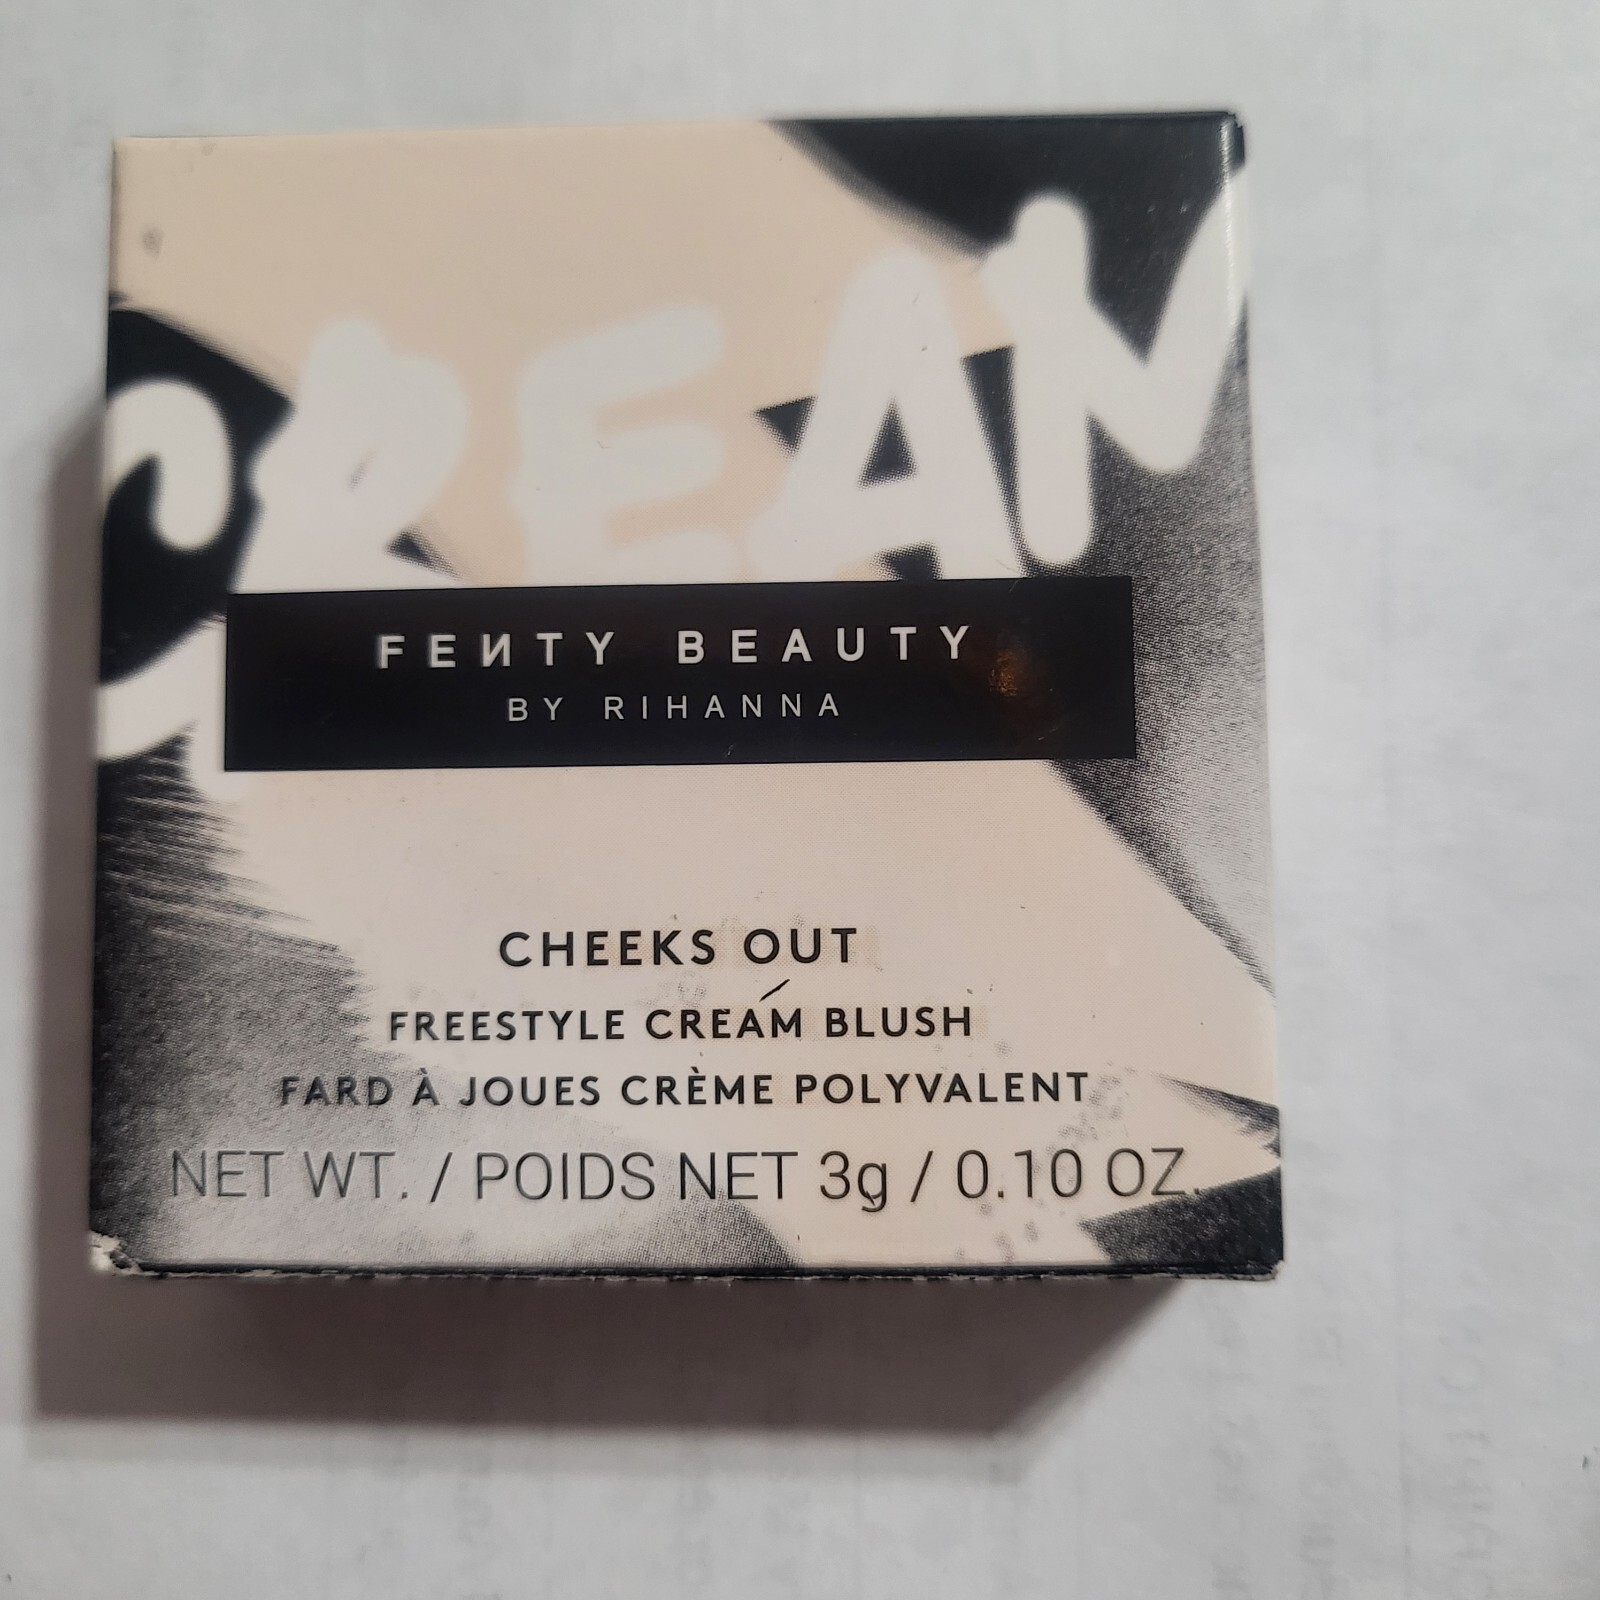 CREAM
FENTY BEAUTY
BY RIHANNA
CHEEKS OUT
FREESTYLE CREAM BLUSH
FARD À JOUES CRÈME POLYVALENT
NET WT. / POIDS NET 3g / 0.10 OZ.